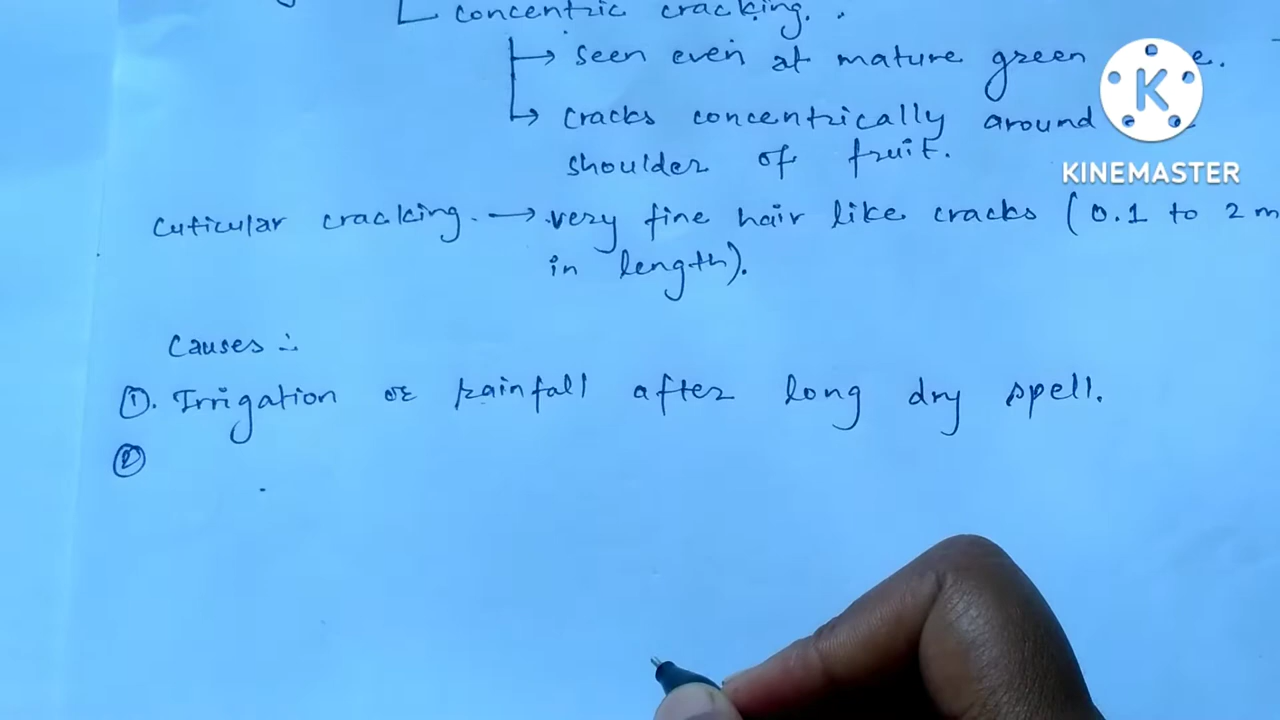 concentric cracking.
→ seen even at mature green e.
→ cracks concentrically around
shoulder of fruit.
K
KINEMASTER
Cuticular cracking. → very fine hair like cracks (0.1 to 2 m
in length).
Causes :-
①. Irrigation or rainfall after long dry spell.
②